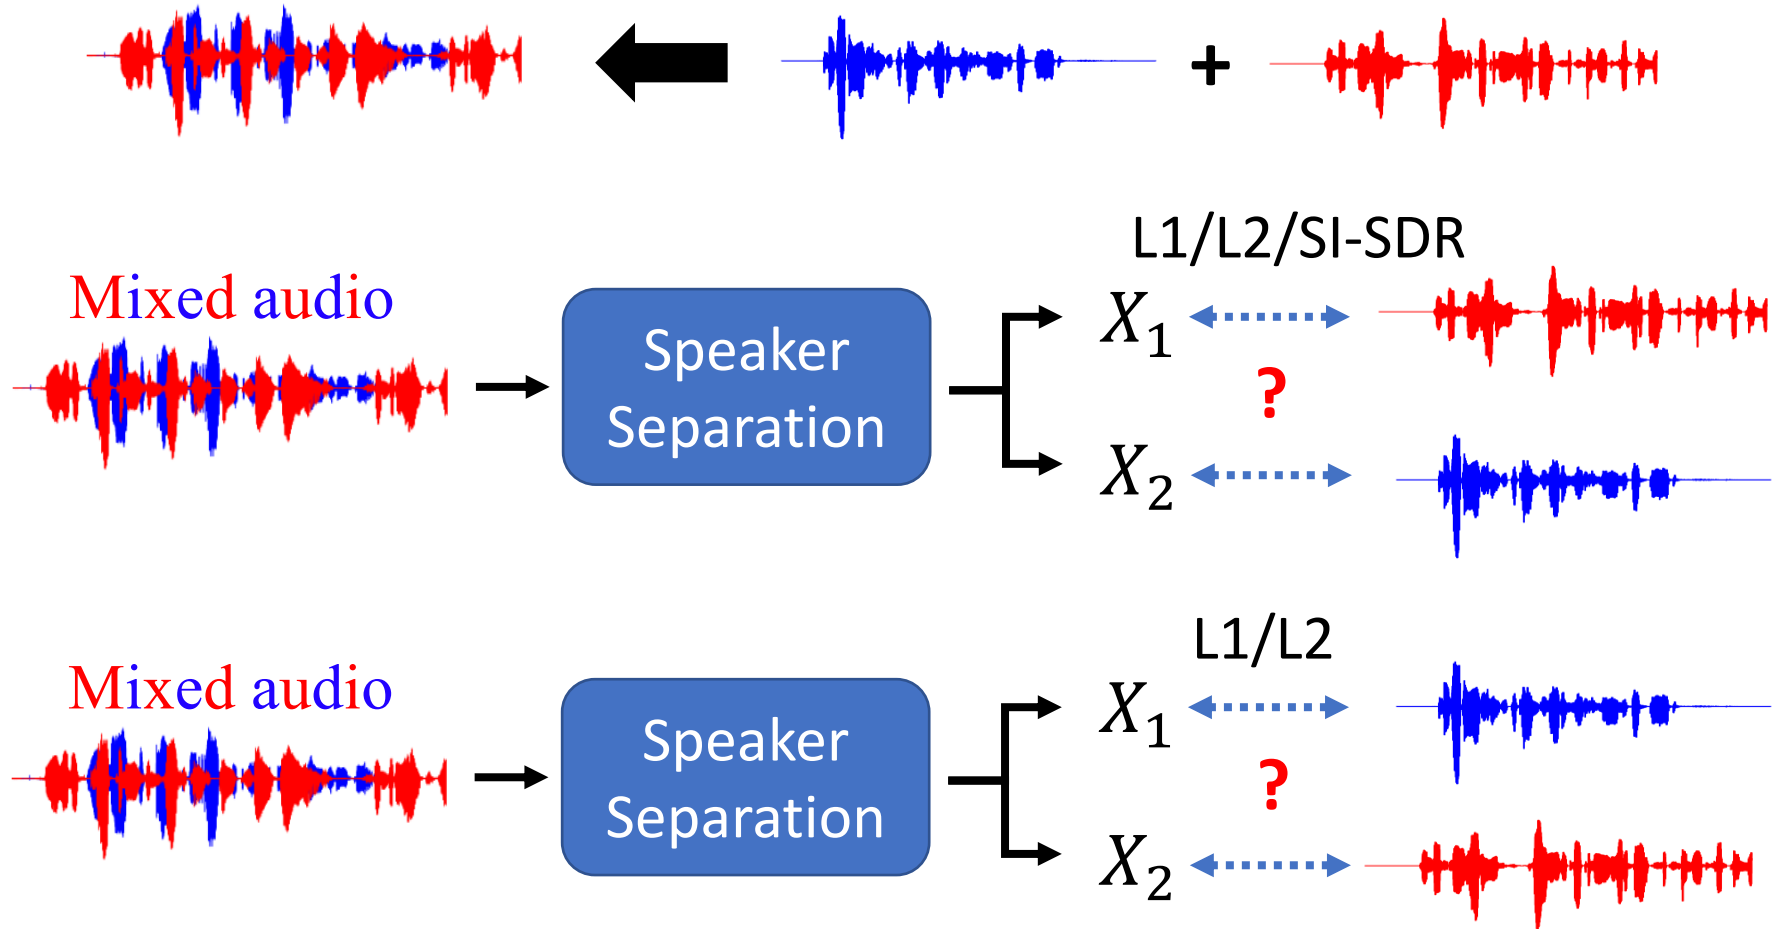 +
L1/L2/SI-SDR
Mixed audio
Speaker
Separation
X₁
?
X₂
L1/L2
Mixed audio
Speaker
Separation
X₁
?
X₂